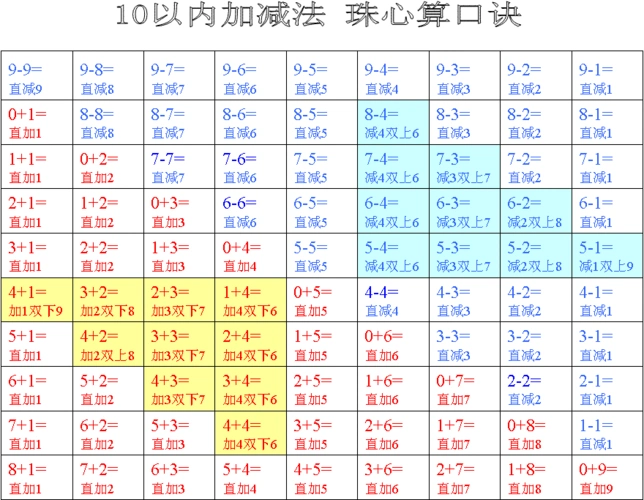 10以内加减法 珠心算口诀
9-9= 9-8= 9-7= 9-6= 9-5= 9-4= 9-3= 9-2= 9-1=
直减9 直减8 直减7 直减6 直减5 直减4 直减3 直减2 直减1
0+1= 8-8= 8-7= 8-6= 8-5= 8-4= 8-3= 8-2= 8-1=
直加1 直减8 直减7 直减6 直减5 减4双上6 直减3 直减2 直减1
1+1= 0+2= 7-7= 7-6= 7-5= 7-4= 7-3= 7-2= 7-1=
直加1 直加2 直减7 直减6 直减5 减4双上6 减3双上7 直减2 直减1
2+1= 1+2= 0+3= 6-6= 6-5= 6-4= 6-3= 6-2= 6-1=
直加1 直加2 直加3 直减6 直减5 减4双上6 减3双上7 减2双上8 直减1
3+1= 2+2= 1+3= 0+4= 5-5= 5-4= 5-3= 5-2= 5-1=
直加1 直加2 直加3 直加4 直减5 减4双上6 减3双上7 减2双上8 减1双上9
4+1= 3+2= 2+3= 1+4= 0+5= 4-4= 4-3= 4-2= 4-1=
加1双下9 加2双下8 加3双下7 加4双下6 直加5 直减4 直减3 直减2 直减1
5+1= 4+2= 3+3= 2+4= 1+5= 0+6= 3-3= 3-2= 3-1=
直加1 加2双上8 加3双下7 加4双下6 直加5 直加6 直减3 直减2 直减1
6+1= 5+2= 4+3= 3+4= 2+5= 1+6= 0+7= 2-2= 2-1=
直加1 直加2 加3双下7 加4双下6 直加5 直加6 直加7 直减2 直减1
7+1= 6+2= 5+3= 4+4= 3+5= 2+6= 1+7= 0+8= 1-1=
直加1 直加2 直加3 加4双下6 直加5 直加6 直加7 直加8 直减1
8+1= 7+2= 6+3= 5+4= 4+5= 3+6= 2+7= 1+8= 0+9=
直加1 直加2 直加3 直加4 直加5 直加6 直加7 直加8 直加9